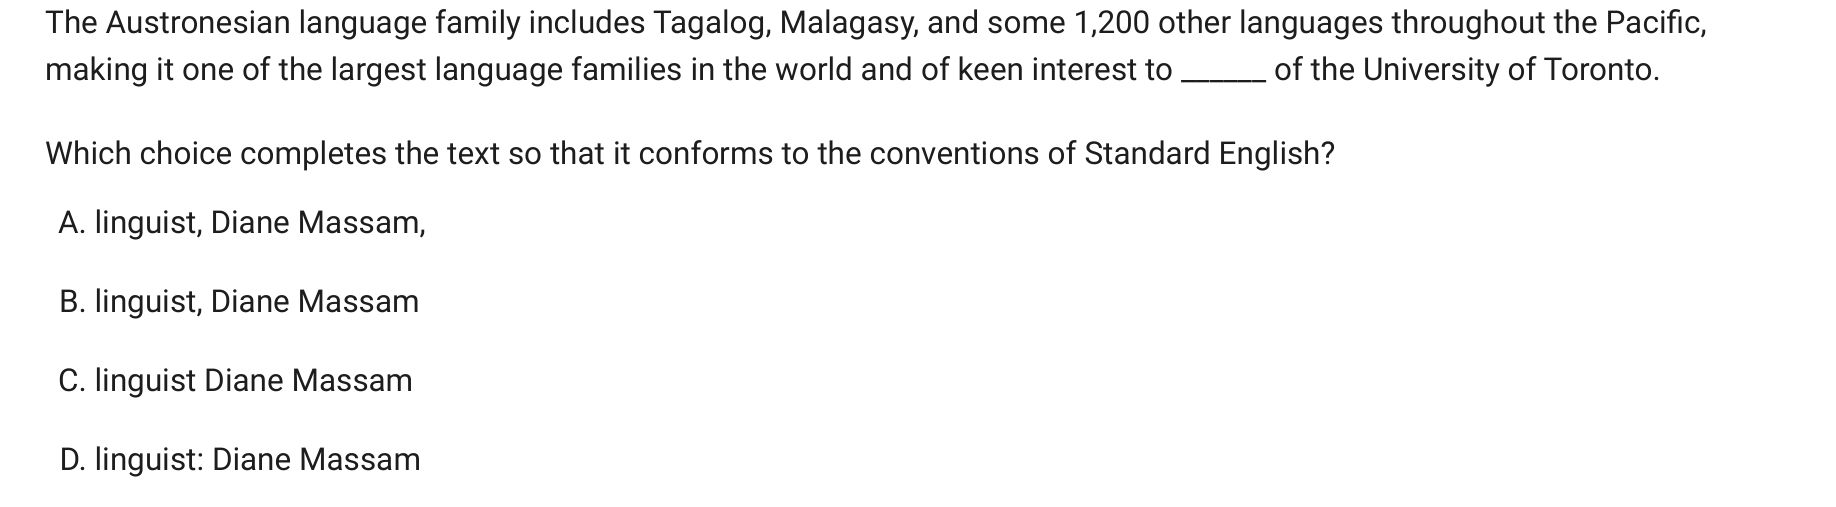 The Austronesian language family includes Tagalog, Malagasy, and some 1,200 other languages throughout the Pacific,
making it one of the largest language families in the world and of keen interest to ______ of the University of Toronto.
Which choice completes the text so that it conforms to the conventions of Standard English?
A. linguist, Diane Massam,
B. linguist, Diane Massam
C. linguist Diane Massam
D. linguist: Diane Massam